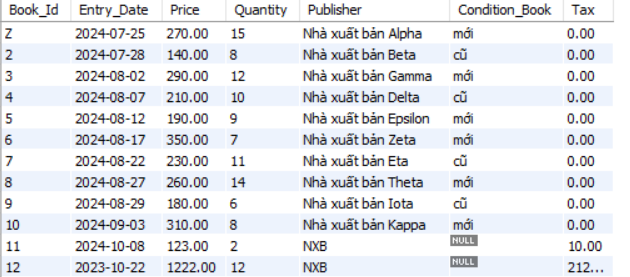 Book_Id Entry_Date Price Quantity Publisher Condition_Book Tax
Z 2024-07-25 270.00 15 Nhà xuất bản Alpha mới 0.00
2 2024-07-28 140.00 8 Nhà xuất bản Beta cũ 0.00
3 2024-08-02 290.00 12 Nhà xuất bản Gamma mới 0.00
4 2024-08-07 210.00 10 Nhà xuất bản Delta cũ 0.00
5 2024-08-12 190.00 9 Nhà xuất bản Epsilon mới 0.00
6 2024-08-17 350.00 7 Nhà xuất bản Zeta mới 0.00
7 2024-08-22 230.00 11 Nhà xuất bản Eta cũ 0.00
8 2024-08-27 260.00 14 Nhà xuất bản Theta mới 0.00
9 2024-08-29 180.00 6 Nhà xuất bản Iota cũ 0.00
10 2024-09-03 310.00 8 Nhà xuất bản Kappa mới 0.00
11 2024-10-08 123.00 2 NXB NULL 10.00
12 2023-10-22 1222.00 12 NXB NULL 212...